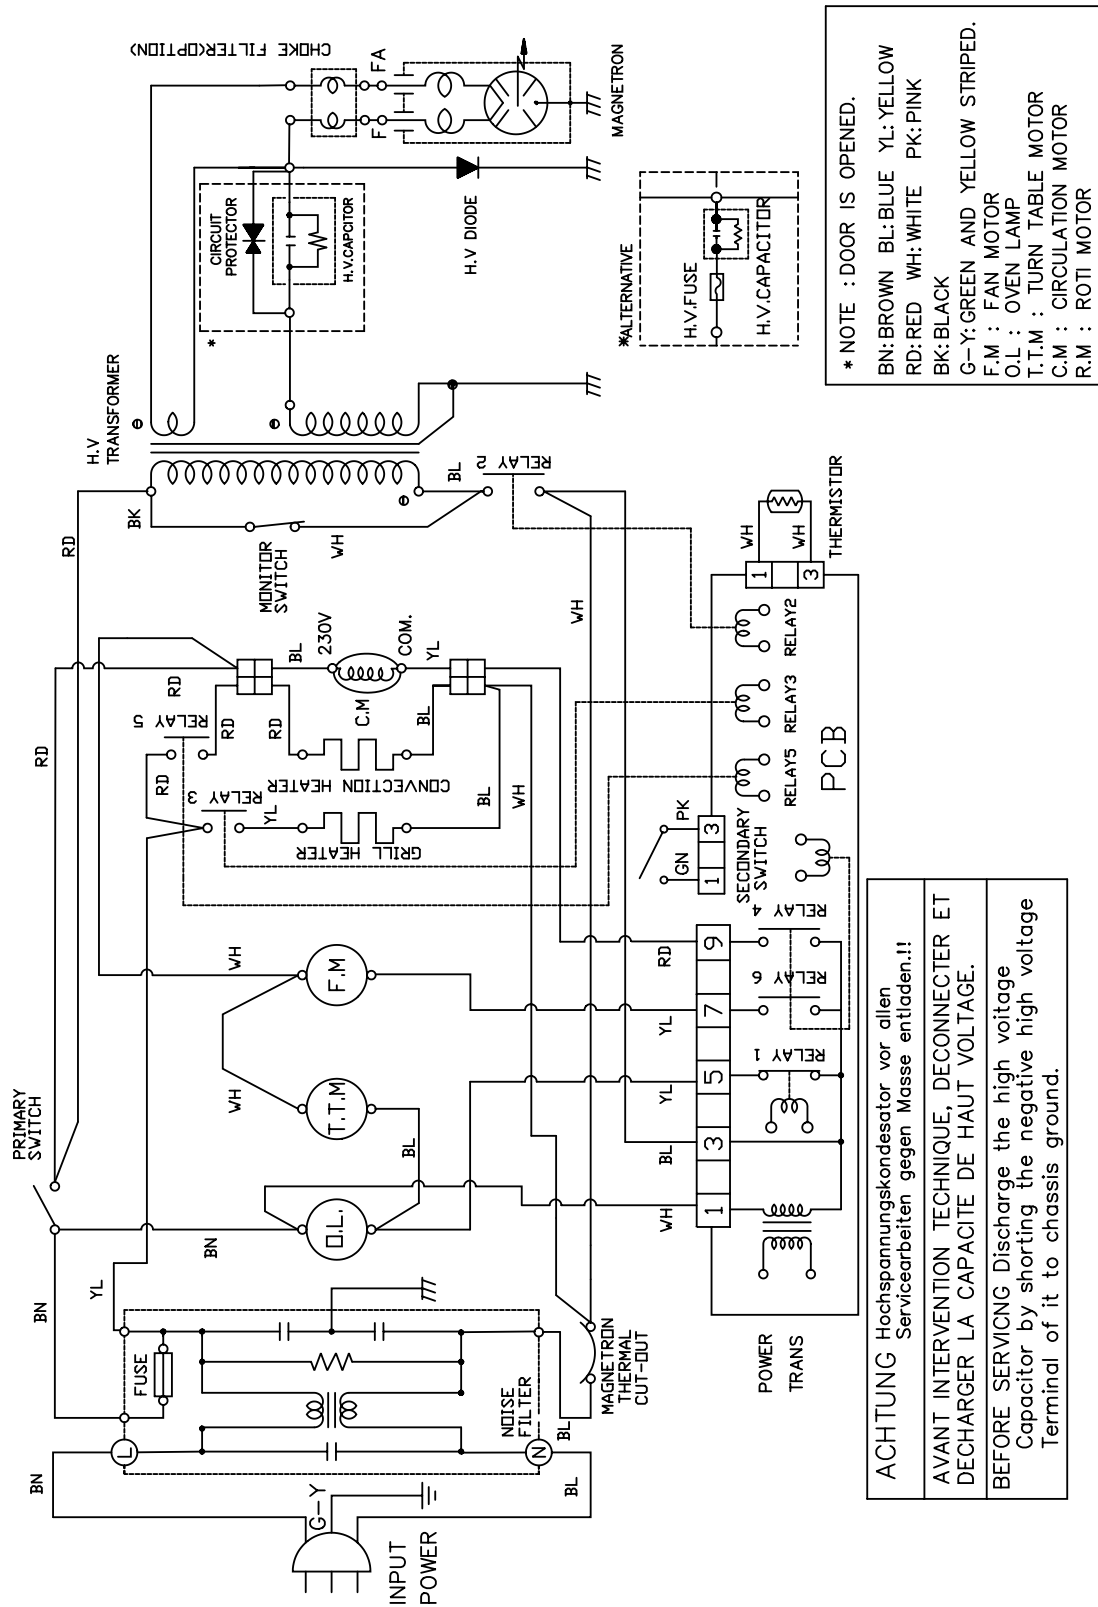 CHOKE FILTER(OPTION)
FA
F
MAGNETRON
CIRCUIT
PROTECTOR
H.V.CAPCITOR
*
H.V DIODE
H.V
TRANSFORMER
*ALTERNATIVE
H.V.FUSE
H.V.CAPACITOR
* NOTE : DOOR IS OPENED.
BN: BROWN BL: BLUE YL: YELLOW
RD: RED WH: WHITE PK: PINK
BK: BLACK
G-Y: GREEN AND YELLOW STRIPED.
F.M : FAN MOTOR
O.L : OVEN LAMP
T.T.M : TURN TABLE MOTOR
C.M : CIRCULATION MOTOR
R.M : ROTI MOTOR
RD
BK
MONITOR
SWITCH
WH
BL
RELAY 2
WH
WH
WH
THERMISTOR
1
3
RD
RD
RELAY 5
RD
RD
RD
BL
230V
C.M
COM.
YL
BL
CONVECTION HEATER
RELAY 3
YL
GRILL HEATER
BL
WH
RELAY2
RELAY3
RELAY5
PCB
PK
GN
3
1
SECONDARY
SWITCH
WH
F.M
WH
T.T.M
BL
PRIMARY
SWITCH
BN
O.L.
RD
YL
YL
BL
WH
9
7
5
3
1
RELAY 4
RELAY 6
RELAY 1
POWER
TRANS
BN
YL
FUSE
L
N
NOISE
FILTER
BL
MAGNETRON
THERMAL
CUT-OUT
BN
G-Y
BL
INPUT
POWER
ACHTUNG Hochspannungskondesator vor allen
Servicearbeiten gegen Masse entladen.!!
AVANT INTERVENTION TECHNIQUE, DECONNECTER ET
DECHARGER LA CAPACITE DE HAUT VOLTAGE.
BEFORE SERVICNG Discharge the high voitage
Capacitor by shorting the negative high voltage
Terminal of it to chassis ground.